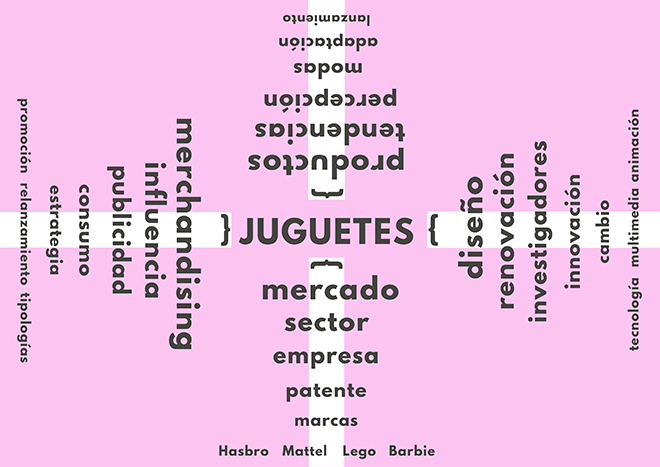 lanzamiento
adaptación
modas
percepción
tendencias
productos
{
promoción relanzamiento tipologías
estrategia
consumo
publicidad
influencia
merchandising
} JUGUETES {
diseño
renovación
investigadores
innovación
cambio
tecnología multimedia animación
{
mercado
sector
empresa
patente
marcas
Hasbro Mattel Lego Barbie